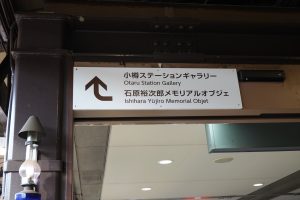 小樽ステーションギャラリー
Otaru Station Gallery
石原裕次郎メモリアルオブジェ
Ishihara Yujiro Memorial Objet